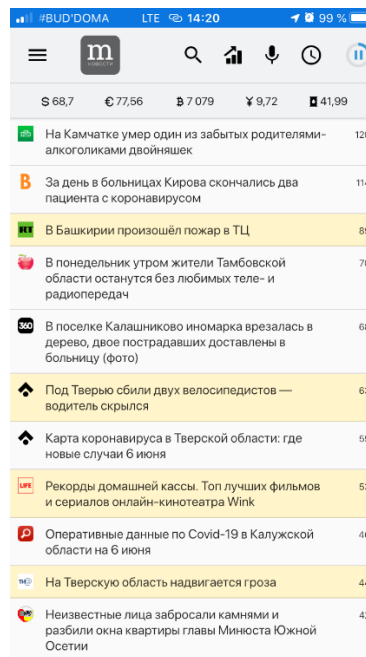 #BUD'DOMA LTE 14:20 99 %
m
НОВОСТИ
$ 68,7 € 77,56 ₿ 7 079 ¥ 9,72 41,99
На Камчатке умер один из забытых родителями-
алкоголиками двойняшек
В За день в больницах Кирова скончались два
пациента с коронавирусом
RT В Башкирии произошёл пожар в ТЦ
В понедельник утром жители Тамбовской
области останутся без любимых теле- и
радиопередач
360 В поселке Калашниково иномарка врезалась в
дерево, двое пострадавших доставлены в
больницу (фото)
Под Тверью сбили двух велосипедистов —
водитель скрылся
Карта коронавируса в Тверской области: где
новые случаи 6 июня
LIFE Рекорды домашней кассы. Топ лучших фильмов
и сериалов онлайн-кинотеатра Wink
Оперативные данные по Covid-19 в Калужской
области на 6 июня
На Тверскую область надвигается гроза
Неизвестные лица забросали камнями и
разбили окна квартиры главы Минюста Южной
Осетии